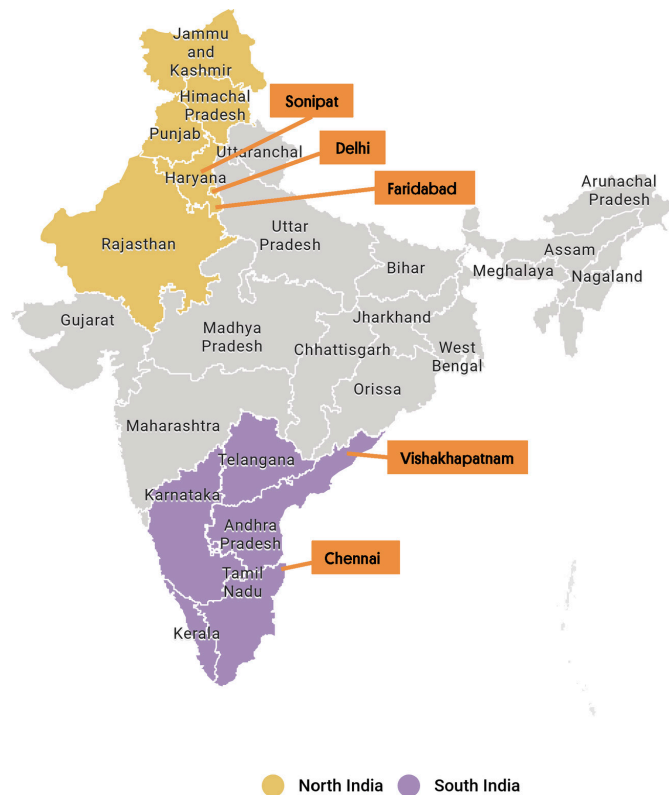 Jammu
and
Kashmir
Himachal
Pradesh
Sonipat
Punjab
Uttaranchal
Delhi
Haryana
Faridabad
Arunachal
Pradesh
Rajasthan
Uttar
Pradesh
Assam
Bihar
Meghalaya
Nagaland
Gujarat
Jharkhand
Madhya
Pradesh
Chhattisgarh
West
Bengal
Orissa
Maharashtra
Telangana
Vishakhapatnam
Karnataka
Andhra
Pradesh
Chennai
Tamil
Nadu
Kerala
North India
South India